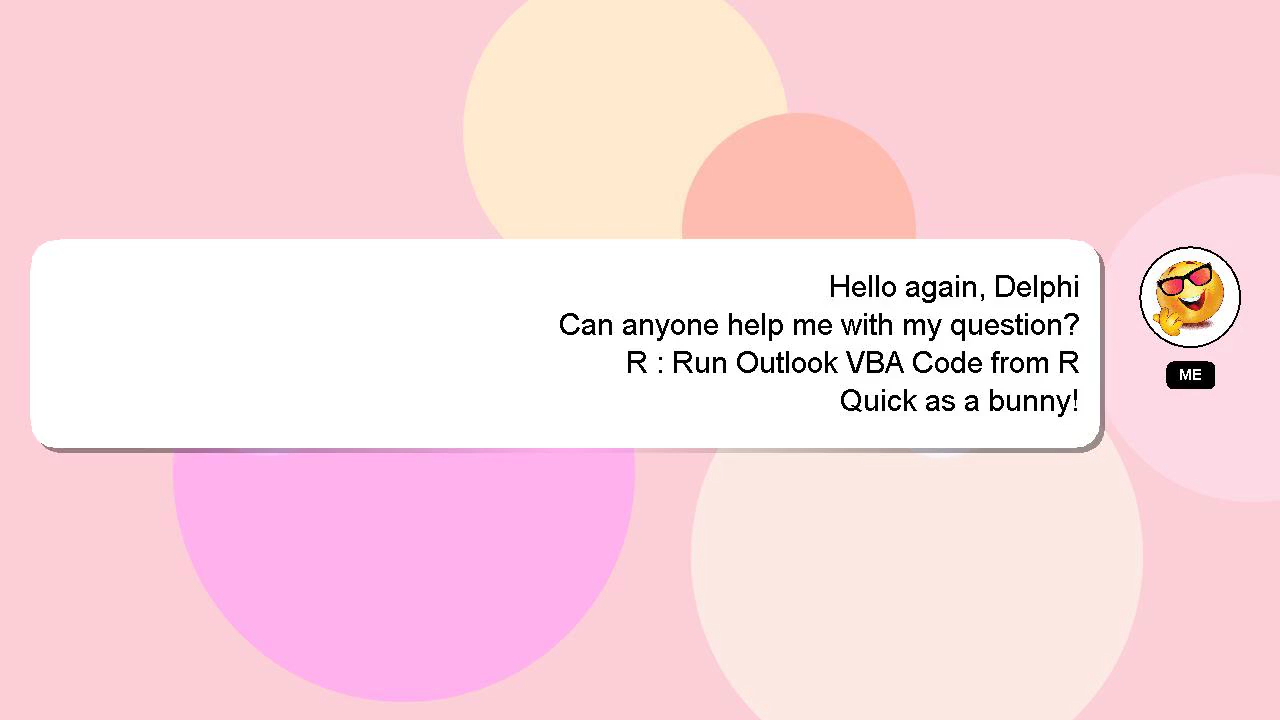 Hello again, Delphi
Can anyone help me with my question?
R : Run Outlook VBA Code from R
Quick as a bunny!
ME